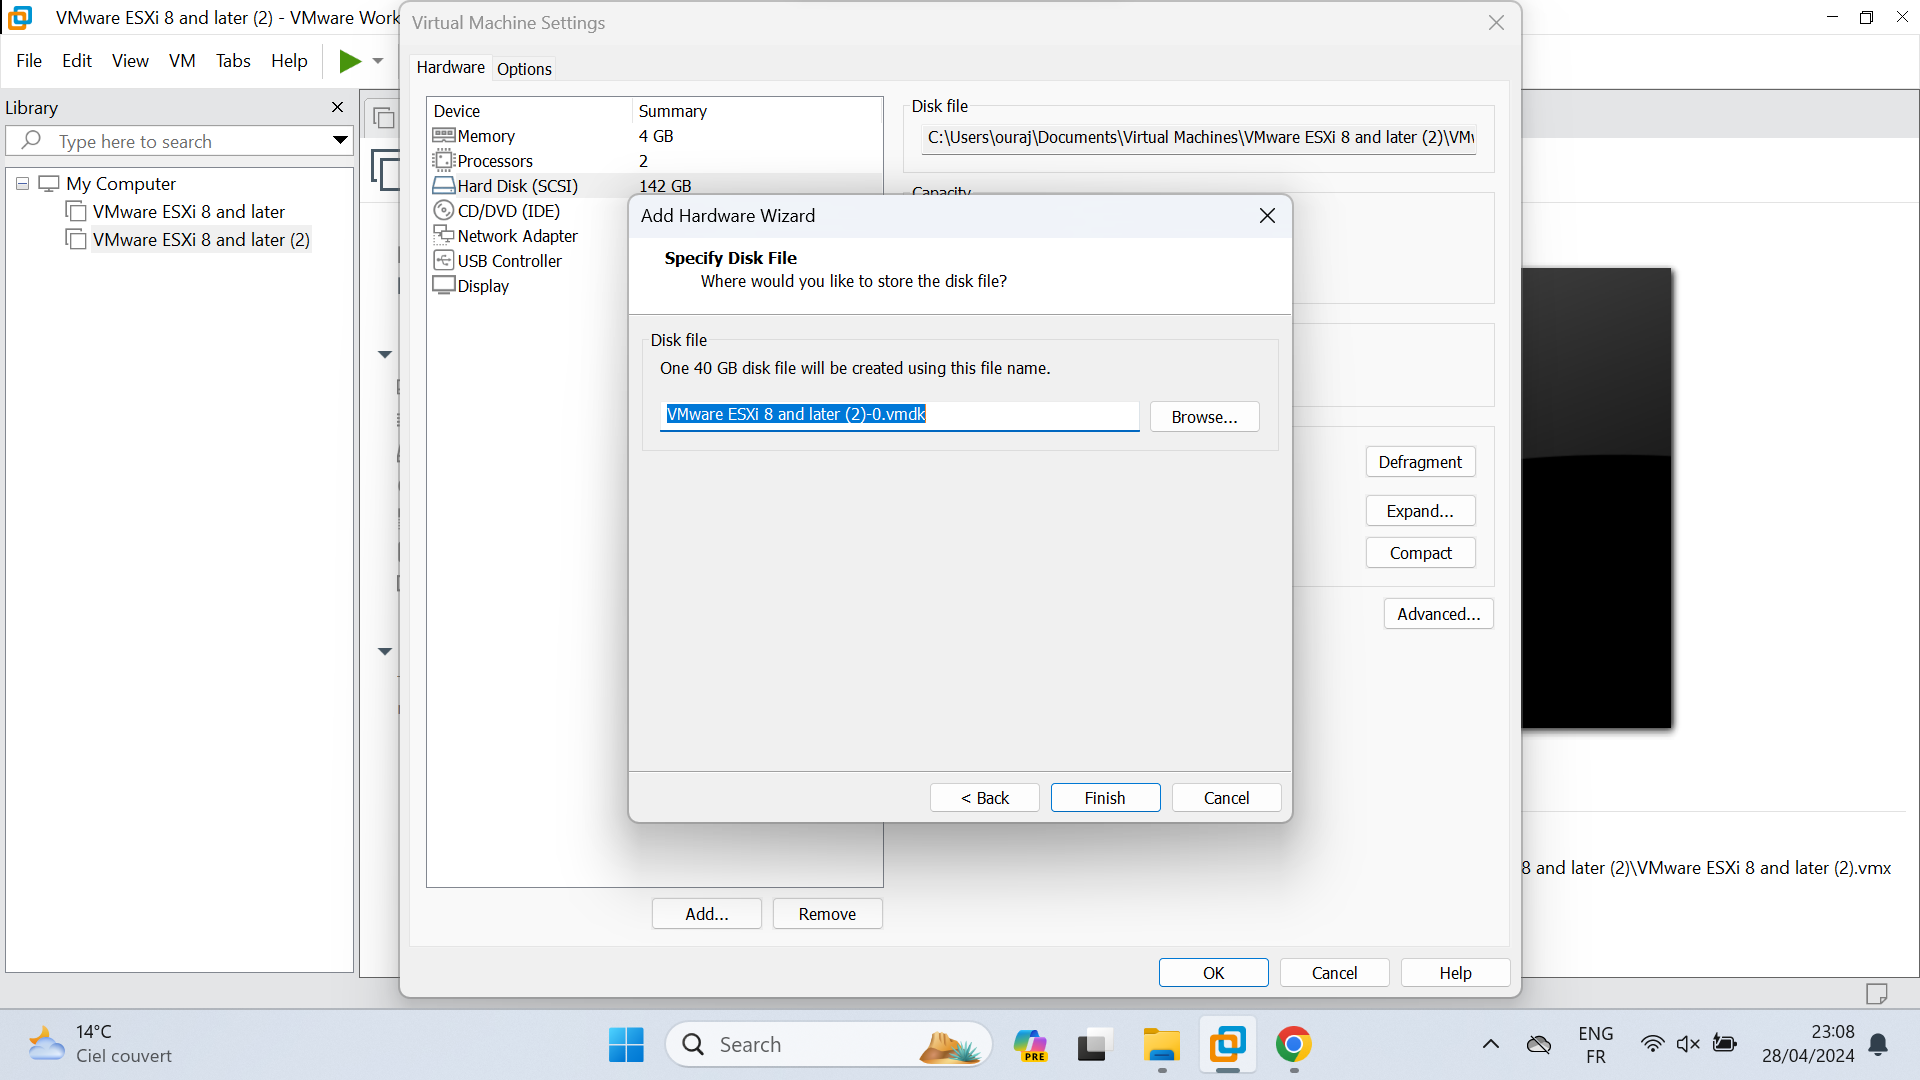 VMware ESXi 8 and later (2) - VMware Work
File Edit View VM Tabs Help
Library
Type here to search
My Computer
VMware ESXi 8 and later
VMware ESXi 8 and later (2)
Virtual Machine Settings
Hardware Options
Device Summary
Memory 4 GB
Processors 2
Hard Disk (SCSI) 142 GB
CD/DVD (IDE)
Network Adapter
USB Controller
Display
Add... Remove
Disk file
C:\Users\ouraj\Documents\Virtual Machines\VMware ESXi 8 and later (2)\VM
Capacity
Defragment
Expand...
Compact
Advanced...
Add Hardware Wizard
Specify Disk File
Where would you like to store the disk file?
Disk file
One 40 GB disk file will be created using this file name.
VMware ESXi 8 and later (2)-0.vmdk
Browse...
< Back Finish Cancel
OK Cancel Help
8 and later (2)\VMware ESXi 8 and later (2).vmx
14°C
Ciel couvert
Search
PRE
ENG
FR
23:08
28/04/2024